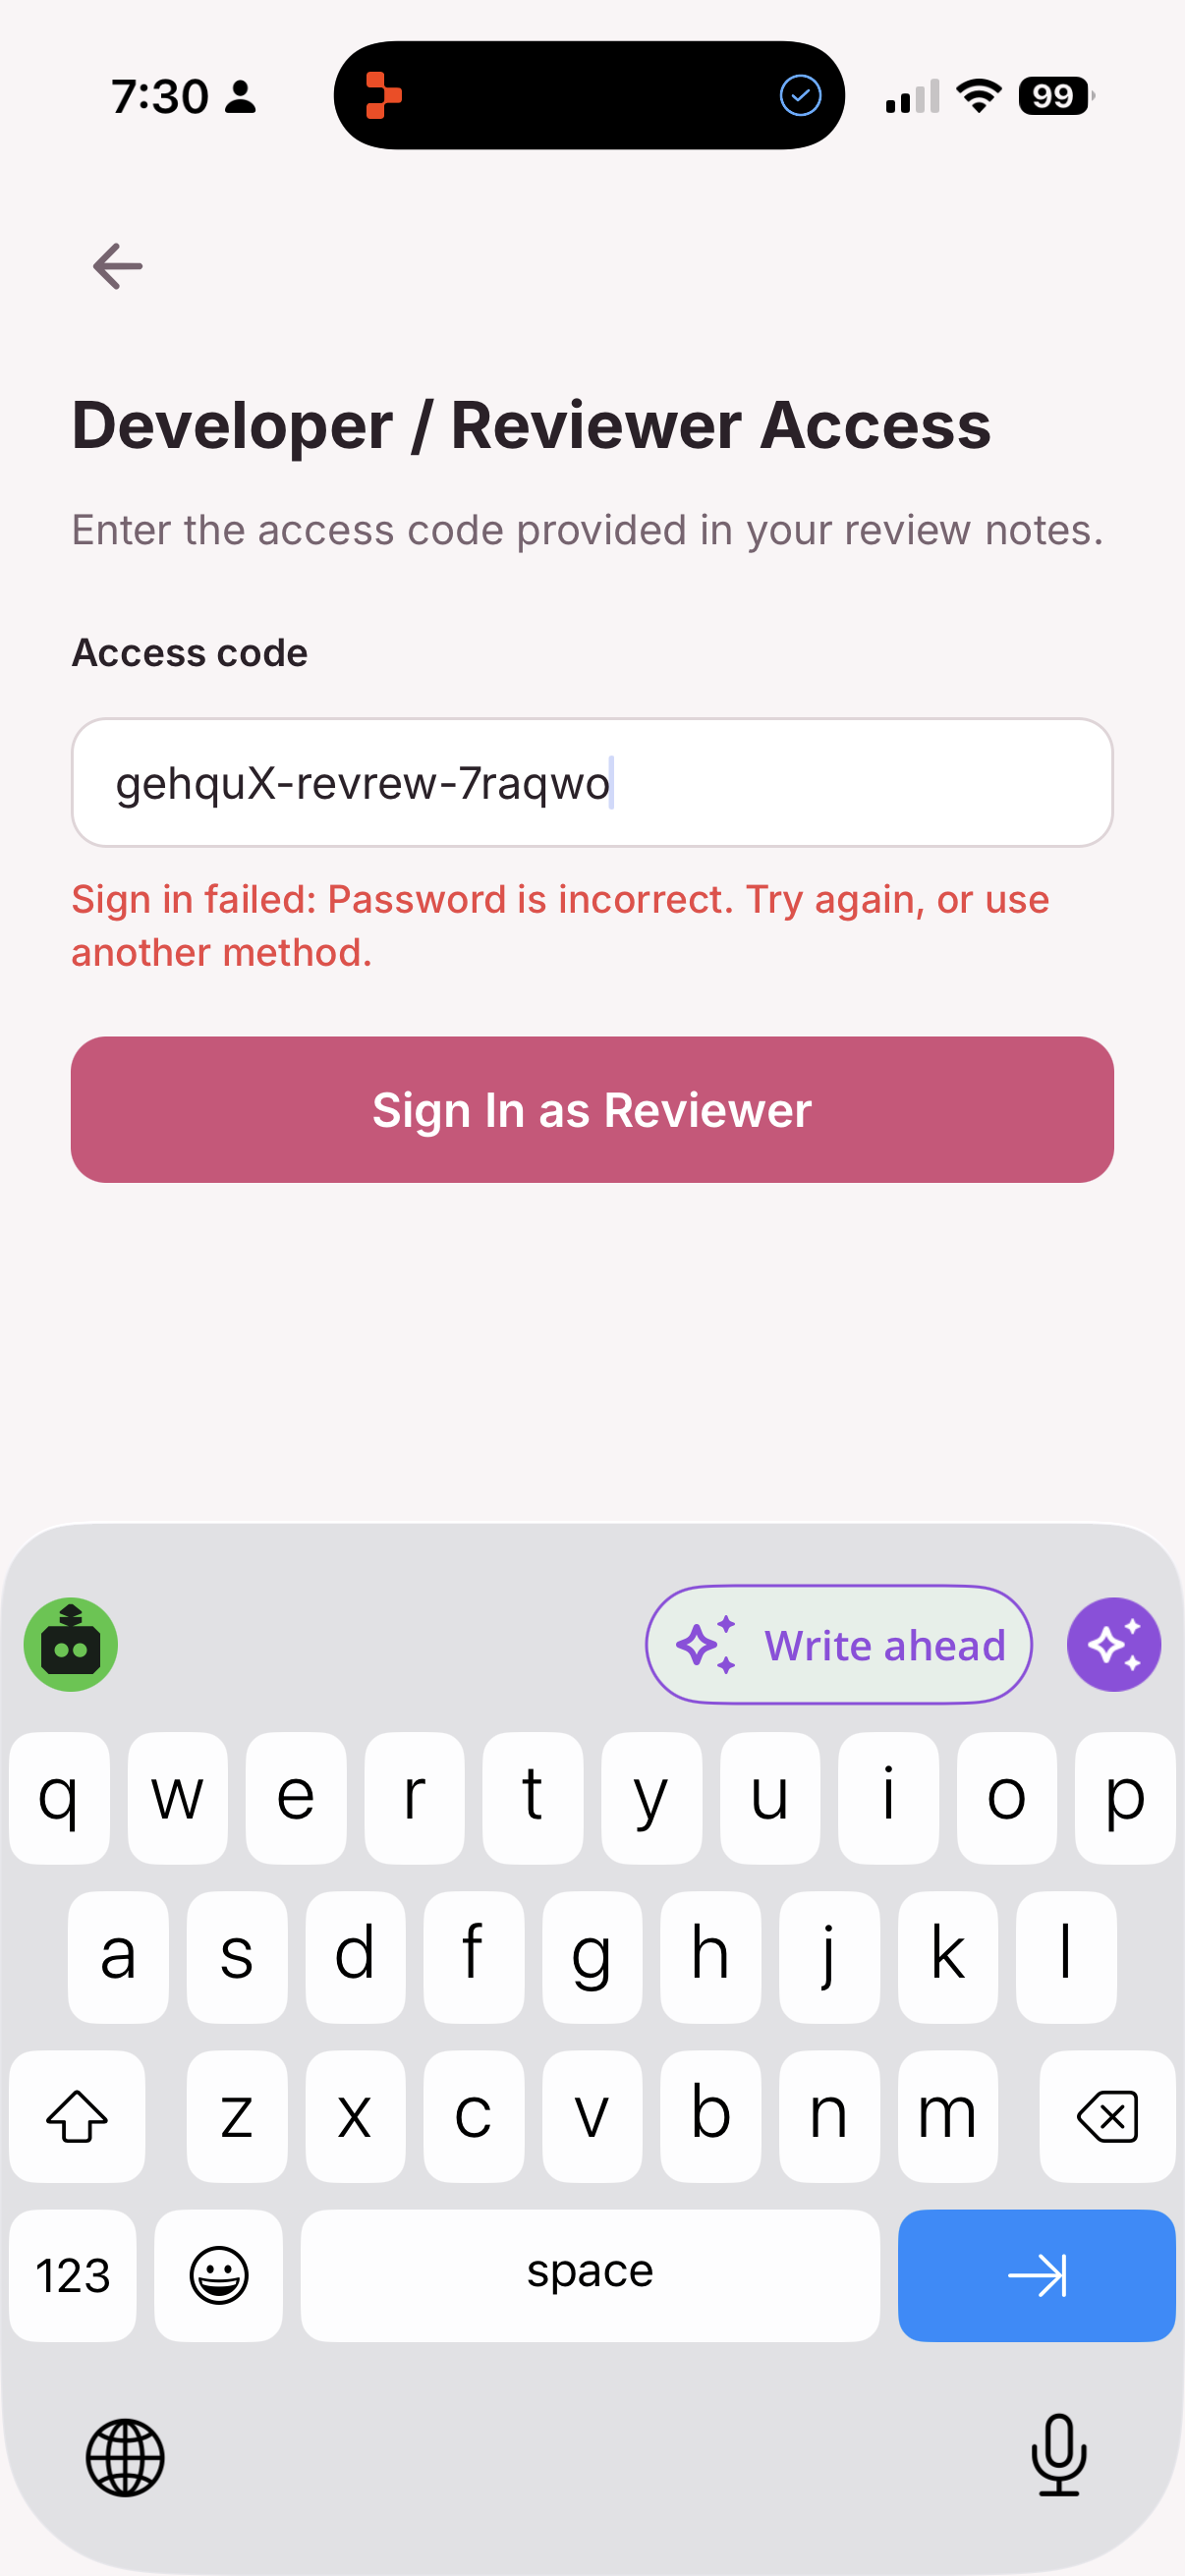 7:30
99
Developer / Reviewer Access
Enter the access code provided in your review notes.
Access code
gehquX-revrew-7raqwo
Sign in failed: Password is incorrect. Try again, or use
another method.
Sign In as Reviewer
Write ahead
q w e r t y u i o p
a s d f g h j k l
z x c v b n m
123 space